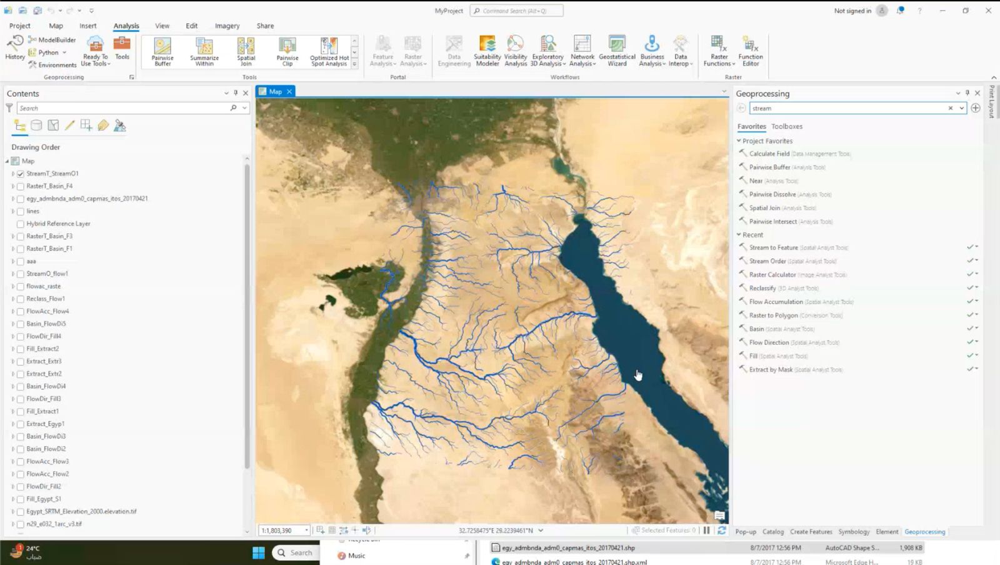 MyProject
Command Search (Alt+Q)
Not signed in
Project Map Insert Analysis View Edit Imagery Share
History
ModelBuilder
Python
Environments
Ready To Use Tools
Tools
Geoprocessing
Pairwise Buffer
Summarize Within
Spatial Join
Pairwise Clip
Optimized Hot Spot Analysis
Tools
Feature Analysis
Raster Analysis
Portal
Data Engineering
Suitability Modeler
Visibility Analysis
Exploratory 3D Analysis
Network Analysis
Geostatistical Wizard
Business Analysis
Data Interop
Workflows
Raster Functions
Function Editor
Raster
Contents
Search
Drawing Order
Map
StreamT_StreamO1
RasterT_Basin_F4
egy_admbnda_adm0_capmas_itos_20170421
lines
Hybrid Reference Layer
RasterT_Basin_F3
RasterT_Basin_F1
aaa
StreamO_flow1
flowac_raste
Reclass_Flow1
FlowAcc_Flow4
Basin_FlowDi5
FlowDir_Fill4
Fill_Extract2
Extract_Extr3
Extract_Extr2
Basin_FlowDi4
FlowDir_Fill3
Fill_Extract1
Extract_Egyp1
Basin_FlowDi3
Basin_FlowDi2
FlowAcc_Flow3
FlowAcc_Flow2
FlowDir_Fill2
Fill_Egypt_S1
Egypt_SRTM_Elevation_2000.elevation.tif
n29_e032_1arc_v3.tif
Map
1:1,803,390
32.7258475°E 29.2239461°N
Selected Features: 0
Geoprocessing
stream
Favorites Toolboxes
Project Favorites
Calculate Field (Data Management Tools)
Pairwise Buffer (Analysis Tools)
Near (Analysis Tools)
Pairwise Dissolve (Analysis Tools)
Spatial Join (Analysis Tools)
Pairwise Intersect (Analysis Tools)
Recent
Stream to Feature (Spatial Analyst Tools)
Stream Order (Spatial Analyst Tools)
Raster Calculator (Image Analyst Tools)
Reclassify (3D Analyst Tools)
Flow Accumulation (Spatial Analyst Tools)
Raster to Polygon (Conversion Tools)
Basin (Spatial Analyst Tools)
Flow Direction (Spatial Analyst Tools)
Fill (Spatial Analyst Tools)
Extract by Mask (Spatial Analyst Tools)
Print Layout
Pop-up Catalog Create Features Symbology Element Geoprocessing
1
24°C
ضباب
Search
Recycle Bin
Music
egy_admbnda_adm0_capmas_itos_20170421.shp 8/7/2017 12:56 PM AutoCAD Shape S... 1,908 KB
egy_admbnda_adm0_capmas_itos_20170421.shp.xml 8/7/2017 12:56 PM Microsoft Edge H... 19 KB